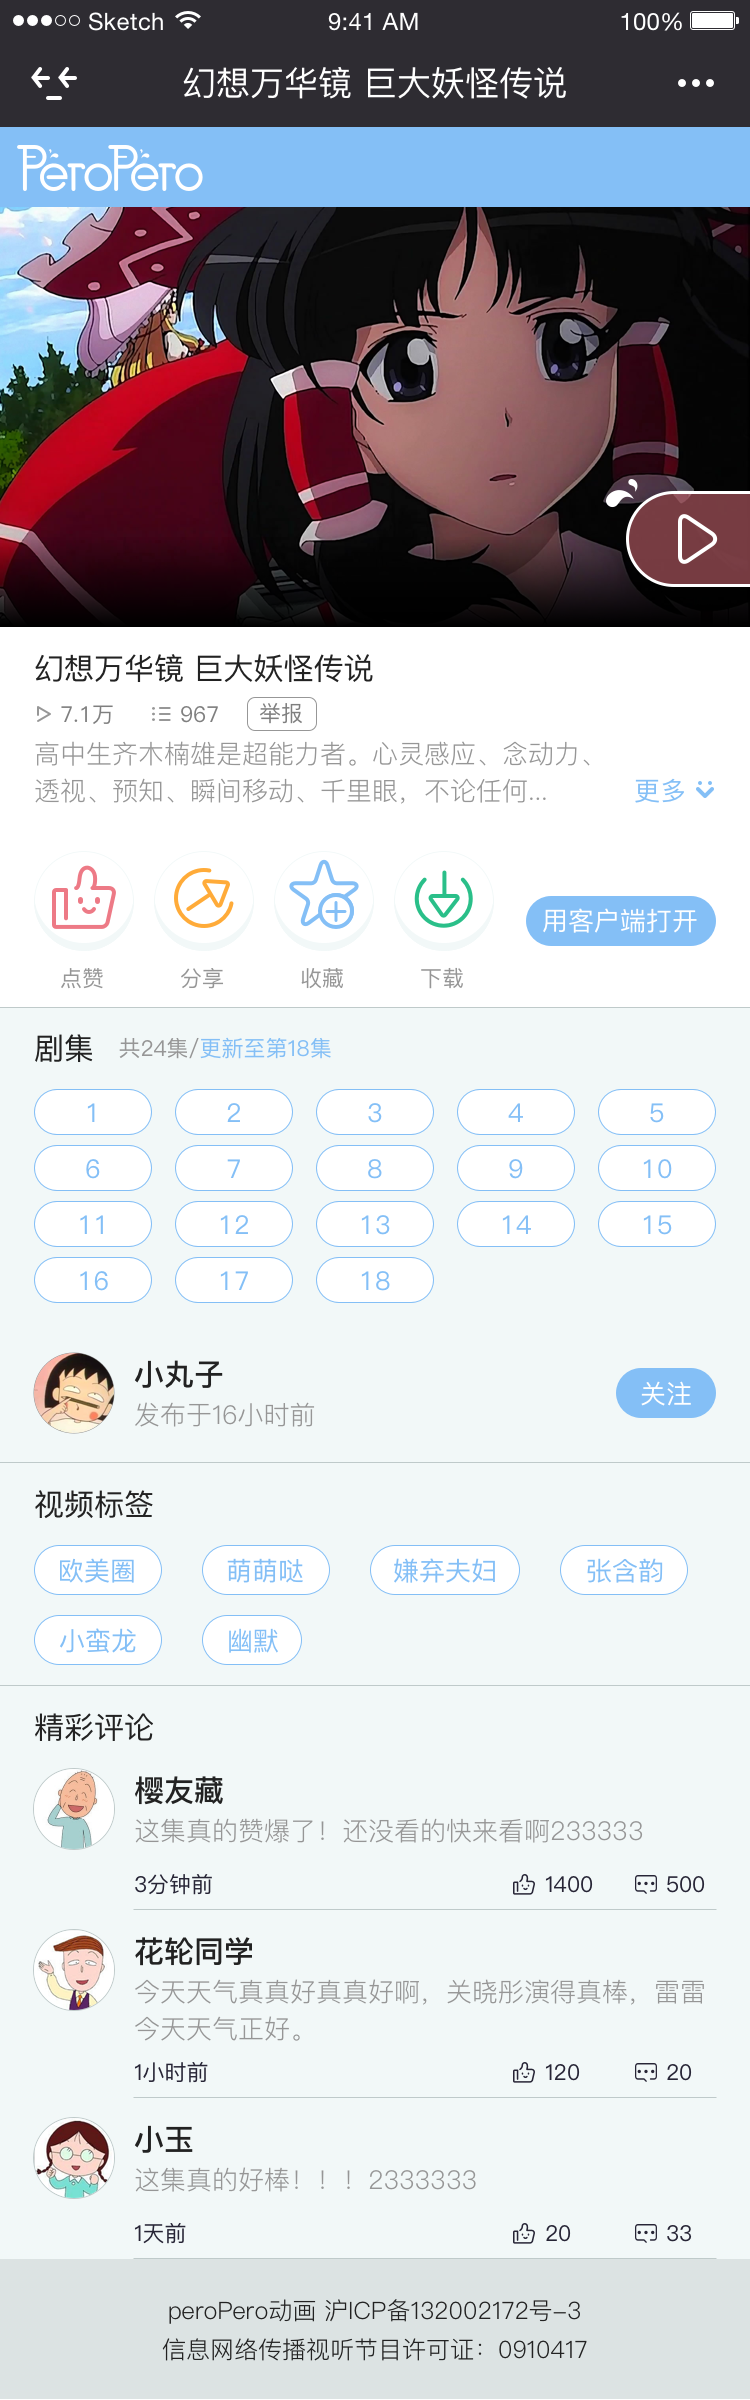 Sketch 9:41 AM 100%
幻想万华镜 巨大妖怪传说
PeroPero
幻想万华镜 巨大妖怪传说
7.1万 967 举报
高中生齐木楠雄是超能力者。心灵感应、念动力、
透视、预知、瞬间移动、千里眼，不论任何... 更多
用客户端打开
点赞 分享 收藏 下载
剧集 共24集/更新至第18集
1 2 3 4 5
6 7 8 9 10
11 12 13 14 15
16 17 18
小丸子
发布于16小时前
关注
视频标签
欧美圈 萌萌哒 嫌弃夫妇 张含韵
小蛮龙 幽默
精彩评论
樱友藏
这集真的赞爆了！还没看的快来看啊233333
3分钟前 1400 500
花轮同学
今天天气真真好真真好啊，关晓彤演得真棒，雷雷
今天天气正好。
1小时前 120 20
小玉
这集真的好棒！！！2333333
1天前 20 33
peroPero动画 沪ICP备132002172号-3
信息网络传播视听节目许可证：0910417